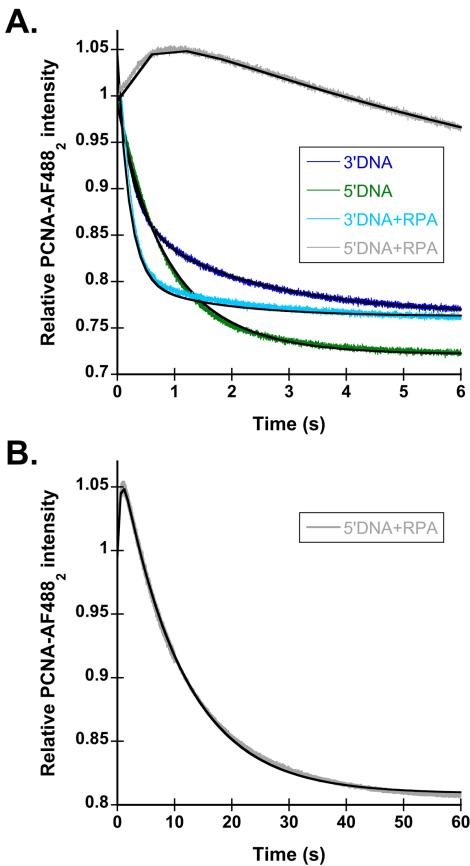 A.
Relative PCNA-AF488₂ intensity
1.05
1
0.95
0.9
0.85
0.8
0.75
0.7
3'DNA
5'DNA
3'DNA+RPA
5'DNA+RPA
0 1 2 3 4 5 6
Time (s)
B.
Relative PCNA-AF488₂ intensity
1.05
1
0.95
0.9
0.85
0.8
5'DNA+RPA
0 10 20 30 40 50 60
Time (s)